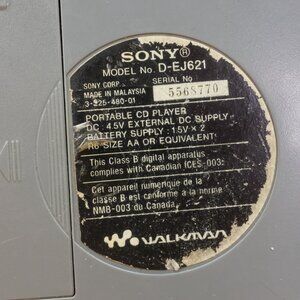 SONY®
MODEL No. D-EJ621
SONY CORP. SERIAL No.
MADE IN MALAYSIA 5568770
3-225-460-01
PORTABLE CD PLAYER
DC 4.5V EXTERNAL DC SUPPLY
BATTERY SUPPLY : 1.5V × 2
R6 SIZE AA OR EQUIVALENT
This Class B digital apparatus
complies with Canadian ICES-003.
Cet appareil numérique de la
classe B est conforme à la norme
NMB-003 du Canada.
WALKMAN